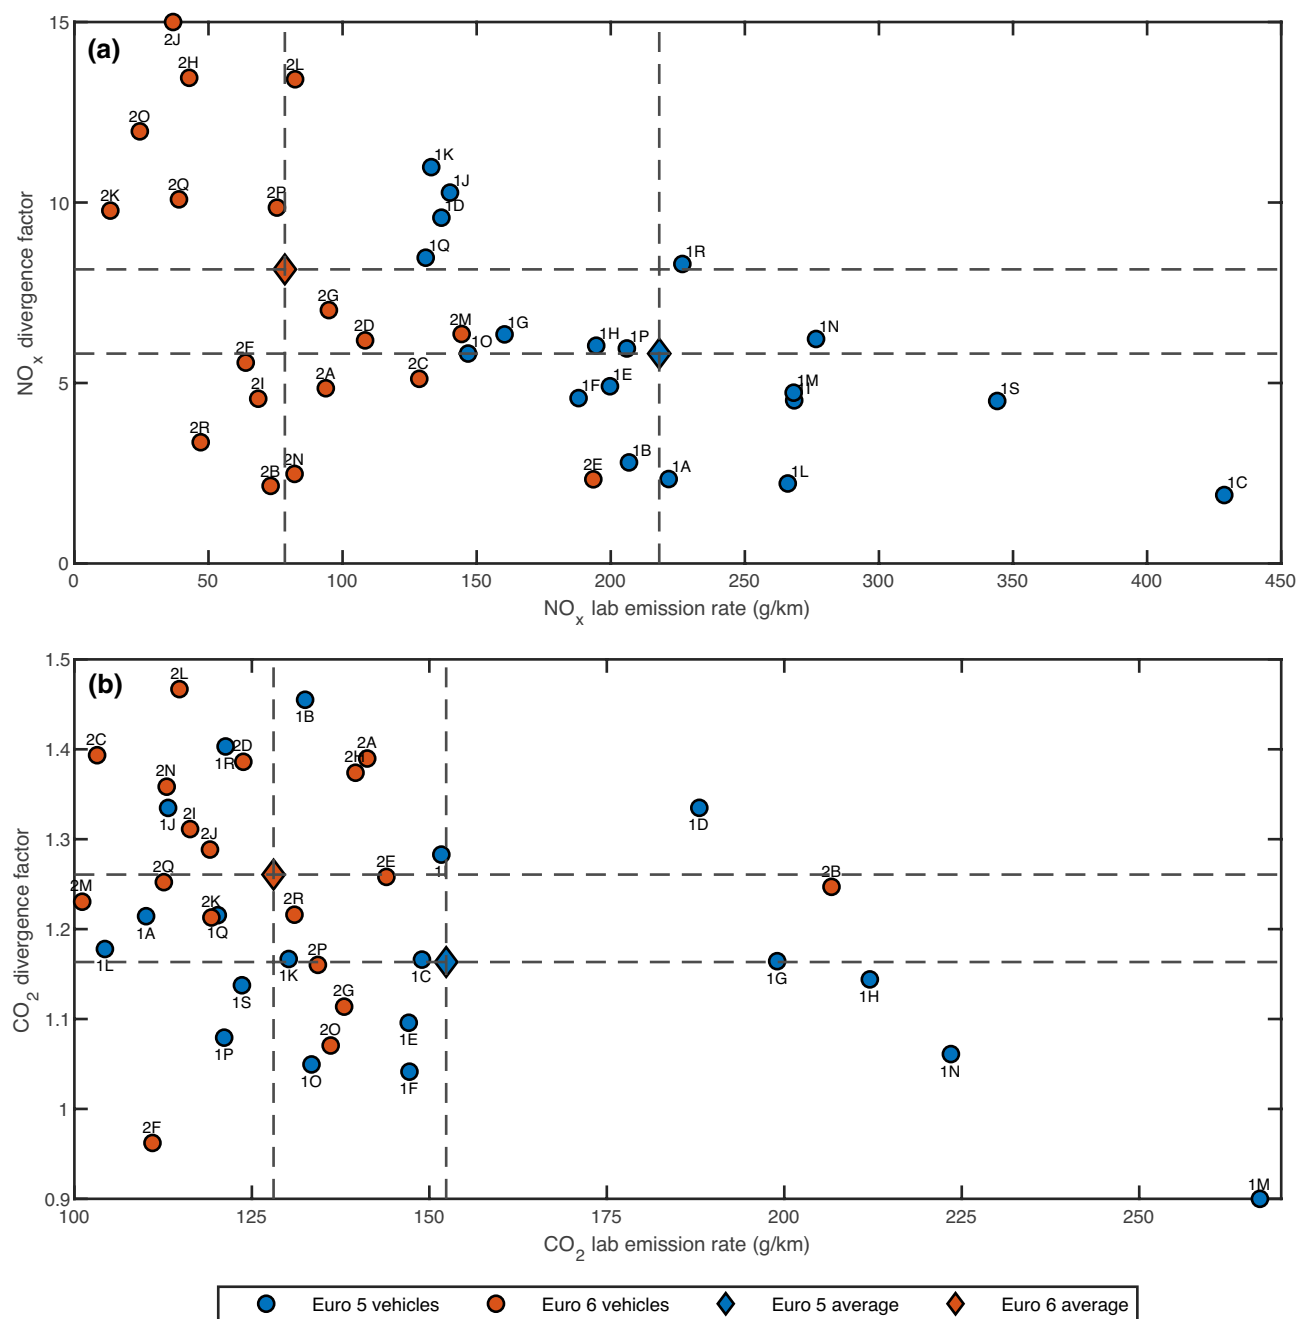 15
(a)
2J
2H
2L
2O
1K
2K
2Q
2P
1J
10
1D
1Q
1R
NOx divergence factor
2G
2D
2M
1O
1G
1H
1P
1N
2F
2I
2A
2C
1F
1E
1M
1I
1S
5
2R
2B
2N
2E
1B
1A
1L
1C
0
0 50 100 150 200 250 300 350 400 450
NOx lab emission rate (g/km)
1.5
(b)
2L
1B
2C
1R
2D
2H
2A
1.4
2N
1J
2I
2J
1D
1.3
2M
2Q
2E
1I
2B
CO2 divergence factor
1A
2K
1Q
2R
1.2
1L
1K
2P
1C
1G
1H
1S
2G
1P
2O
1E
1.1
1O
1F
1N
1
2F
1M
0.9
100 125 150 175 200 225 250
CO2 lab emission rate (g/km)
Euro 5 vehicles Euro 6 vehicles Euro 5 average Euro 6 average